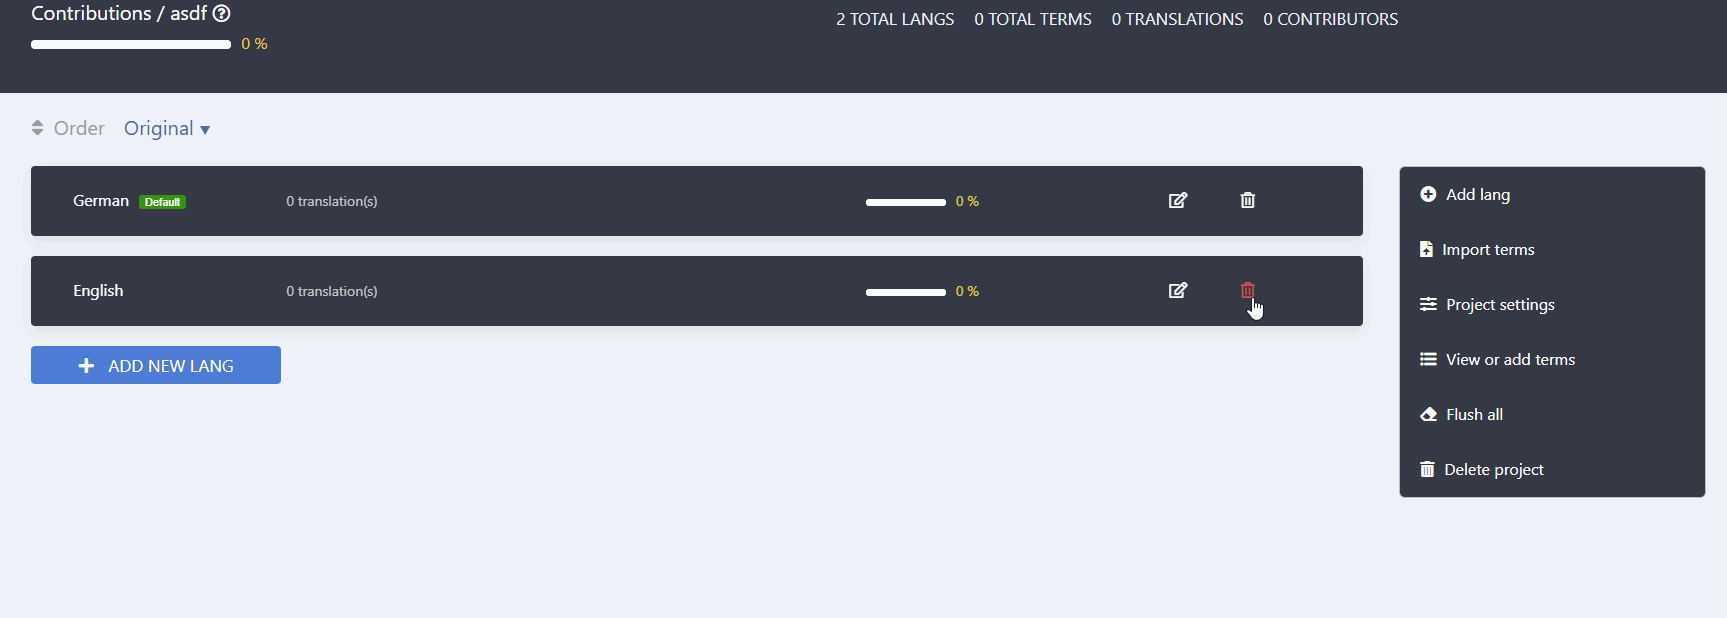 Contributions / asdf
2 TOTAL LANGS 0 TOTAL TERMS 0 TRANSLATIONS 0 CONTRIBUTORS
0 %
Order Original
German Default 0 translation(s) 0 %
English 0 translation(s) 0 %
ADD NEW LANG
Add lang
Import terms
Project settings
View or add terms
Flush all
Delete project